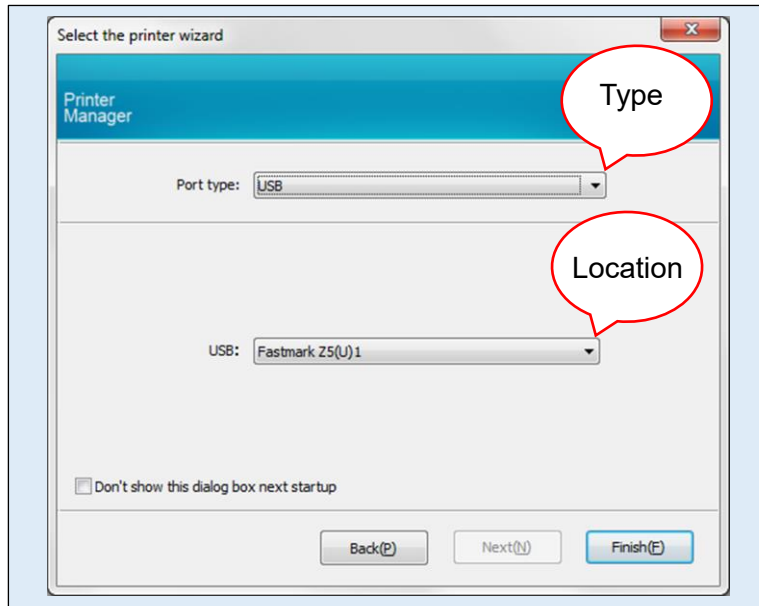 Select the printer wizard
Printer
Manager
Type
Port type: USB
Location
USB: Fastmark Z5(U)1
Don't show this dialog box next startup
Back(P) Next(N) Finish(F)